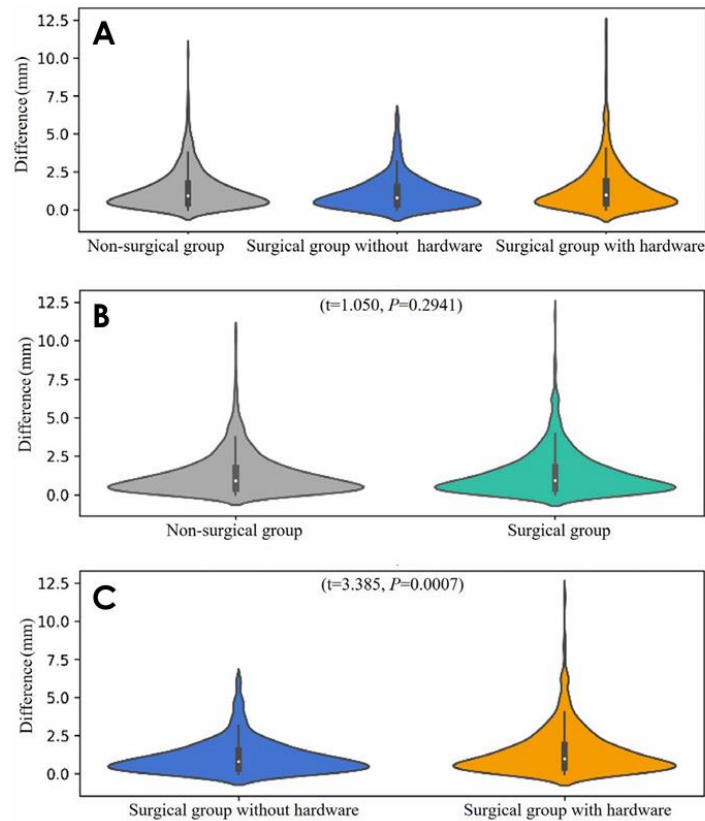 A
12.5
10.0
7.5
5.0
2.5
0.0
Difference (mm)
Non-surgical group Surgical group without hardware Surgical group with hardware
B
(t=1.050, P=0.2941)
12.5
10.0
7.5
5.0
2.5
0.0
Difference (mm)
Non-surgical group Surgical group
C
(t=3.385, P=0.0007)
12.5
10.0
7.5
5.0
2.5
0.0
Difference (mm)
Surgical group without hardware Surgical group with hardware